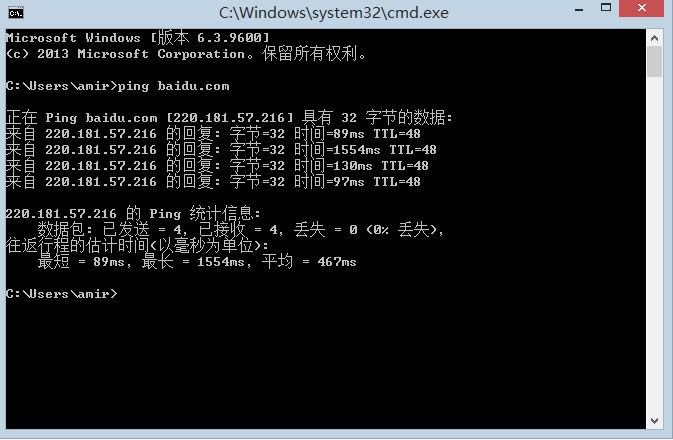 C:\Windows\system32\cmd.exe
Microsoft Windows [版本 6.3.9600]
(c) 2013 Microsoft Corporation。保留所有权利。
C:\Users\amir>ping baidu.com
正在 Ping baidu.com [220.181.57.216] 具有 32 字节的数据:
来自 220.181.57.216 的回复: 字节=32 时间=89ms TTL=48
来自 220.181.57.216 的回复: 字节=32 时间=1554ms TTL=48
来自 220.181.57.216 的回复: 字节=32 时间=130ms TTL=48
来自 220.181.57.216 的回复: 字节=32 时间=97ms TTL=48
220.181.57.216 的 Ping 统计信息:
数据包: 已发送 = 4，已接收 = 4，丢失 = 0 (0% 丢失)，
往返行程的估计时间(以毫秒为单位):
最短 = 89ms，最长 = 1554ms，平均 = 467ms
C:\Users\amir>